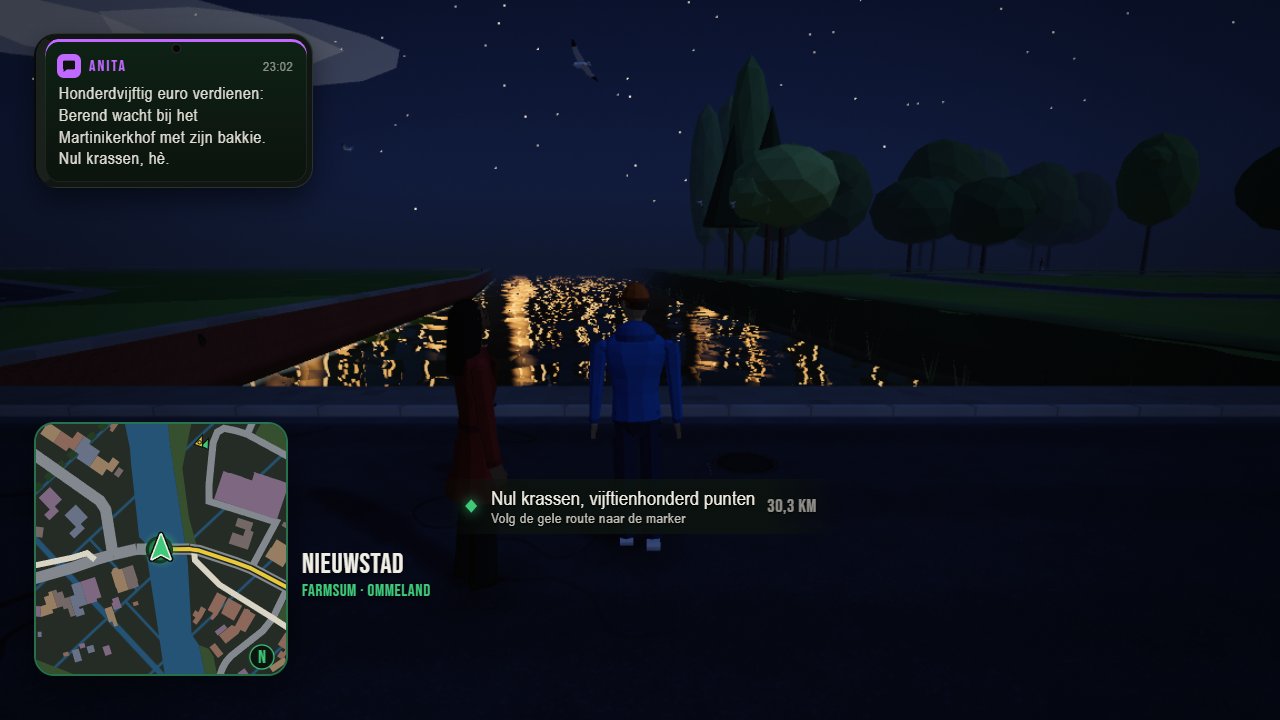 ANITA
23:02
Honderdvijftig euro verdienen:
Berend wacht bij het
Martinikerkhof met zijn bakkie.
Nul krassen, hè.
Nul krassen, vijftienhonderd punten
30,3 KM
Volg de gele route naar de marker
NIEUWSTAD
FARMSUM · OMMELAND
N